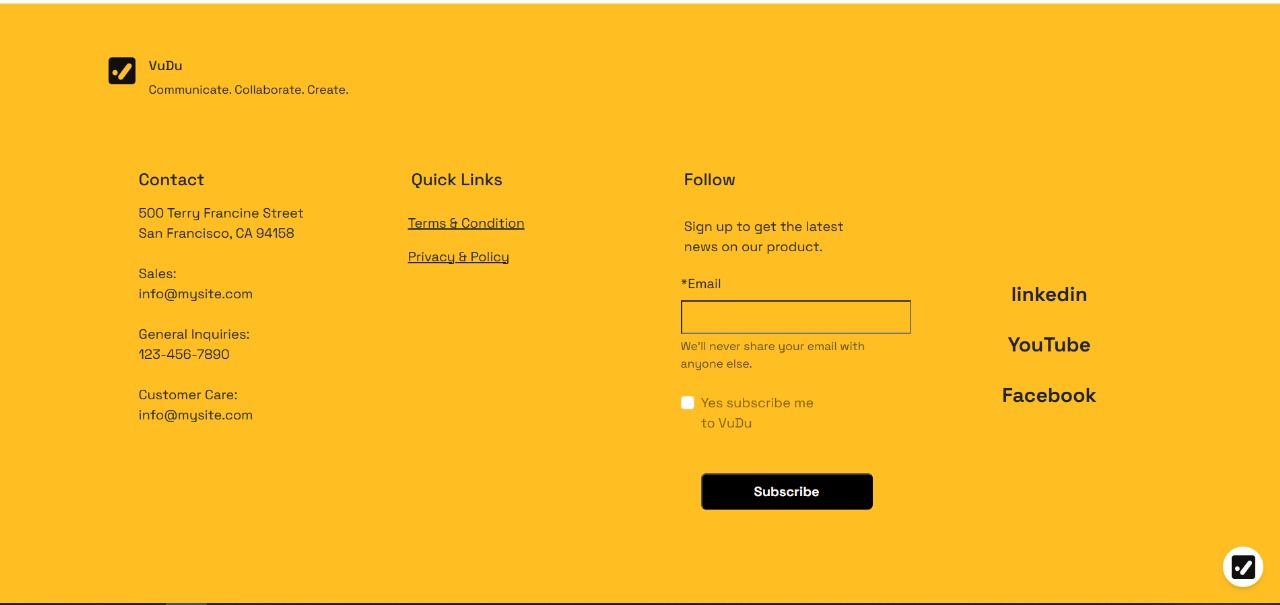 VuDu
Communicate. Collaborate. Create.
Contact
500 Terry Francine Street
San Francisco, CA 94158
Sales:
info@mysite.com
General Inquiries:
123-456-7890
Customer Care:
info@mysite.com
Quick Links
Terms & Condition
Privacy & Policy
Follow
Sign up to get the latest
news on our product.
*Email
We'll never share your email with
anyone else.
Yes subscribe me
to VuDu
Subscribe
linkedin
YouTube
Facebook